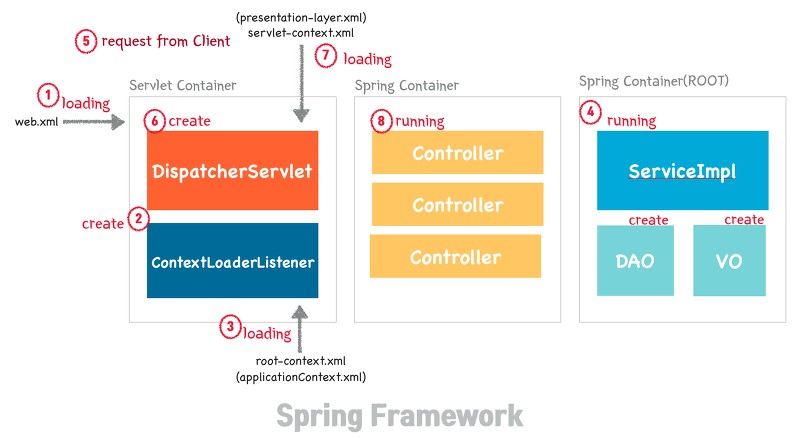 (presentation-layer.xml)
servlet-context.xml
5 request from Client
7 loading
Servlet Container
Spring Container
Spring Container(ROOT)
1 loading
web.xml
6 create
8 running
4 running
DispatcherServlet
Controller
ServiceImpl
Controller
create 2
create
create
ContextLoaderListener
Controller
DAO
VO
3 loading
root-context.xml
(applicationContext.xml)
Spring Framework